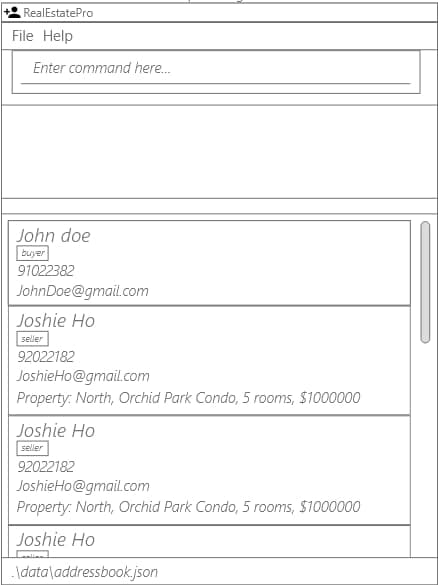 RealEstatePro
File Help
Enter command here...
John doe
buyer
91022382
JohnDoe@gmail.com
Joshie Ho
seller
92022182
JoshieHo@gmail.com
Property: North, Orchid Park Condo, 5 rooms, $1000000
Joshie Ho
seller
92022182
JoshieHo@gmail.com
Property: North, Orchid Park Condo, 5 rooms, $1000000
Joshie Ho
.\data\addressbook.json